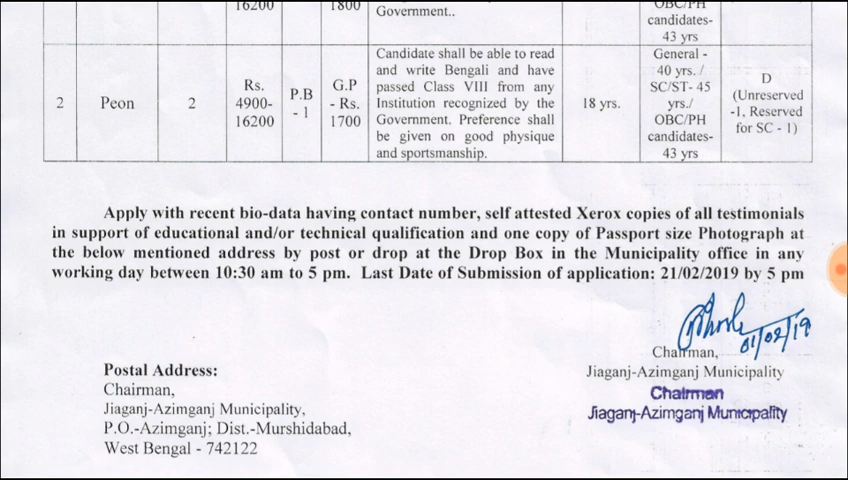 16200
1800
Government..
OBC/PH
candidates-
43 yrs
2
Peon
2
Rs.
4900-
16200
P.B
- 1
G.P
- Rs.
1700
Candidate shall be able to read
and write Bengali and have
passed Class VIII from any
Institution recognized by the
Government. Preference shall
be given on good physique
and sportsmanship.
18 yrs.
General -
40 yrs. /
SC/ST- 45
yrs./
OBC/PH
candidates-
43 yrs
D
(Unreserved
-1, Reserved
for SC - 1)
Apply with recent bio-data having contact number, self attested Xerox copies of all testimonials
in support of educational and/or technical qualification and one copy of Passport size Photograph at
the below mentioned address by post or drop at the Drop Box in the Municipality office in any
working day between 10:30 am to 5 pm. Last Date of Submission of application: 21/02/2019 by 5 pm
01/02/19
Chairman,
Jiaganj-Azimganj Municipality
Chairman
Jiaganj-Azimganj Municipality
Postal Address:
Chairman,
Jiaganj-Azimganj Municipality,
P.O.-Azimganj; Dist.-Murshidabad,
West Bengal - 742122